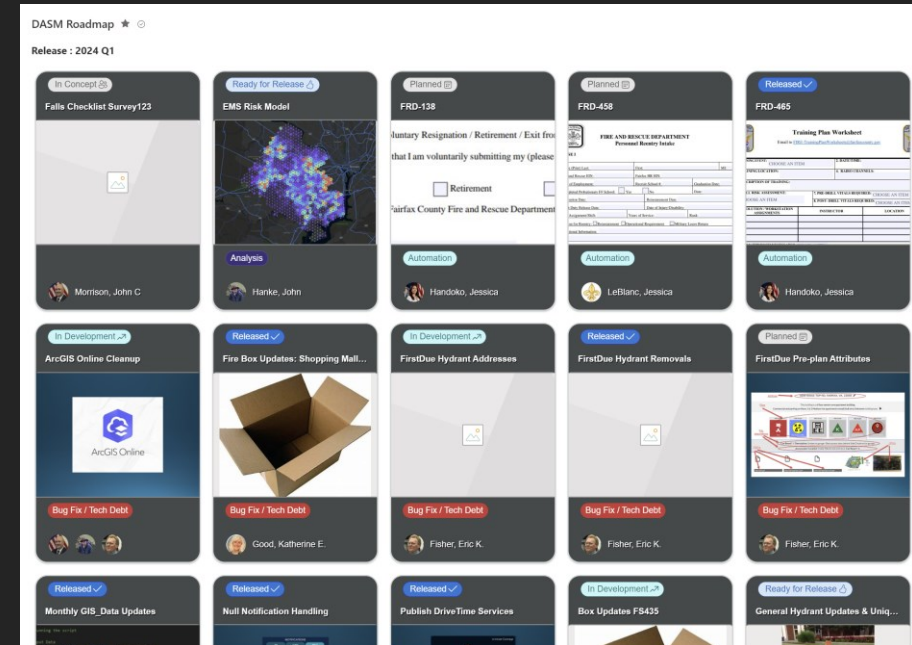 DASM Roadmap
Release : 2024 Q1
In Concept
Ready for Release
Planned
Planned
Released
Falls Checklist Survey123
EMS Risk Model
FRD-138
FRD-458
FRD-465
luntary Resignation / Retirement / Exit fro
that I am voluntarily submitting my (please
Retirement
Fairfax County Fire and Rescue Department
FIRE AND RESCUE DEPARTMENT
Personnel Reentry Intake
Training Plan Worksheet
Analysis
Automation
Automation
Automation
Morrison, John C
Hanke, John
Handoko, Jessica
LeBlanc, Jessica
Handoko, Jessica
In Development
Released
In Development
Released
Planned
ArcGIS Online Cleanup
Fire Box Updates: Shopping Mall...
FirstDue Hydrant Addresses
FirstDue Hydrant Removals
FirstDue Pre-plan Attributes
ArcGIS Online
Bug Fix / Tech Debt
Bug Fix / Tech Debt
Bug Fix / Tech Debt
Bug Fix / Tech Debt
Bug Fix / Tech Debt
Good, Katherine E.
Fisher, Eric K.
Fisher, Eric K.
Fisher, Eric K.
Released
Released
Released
In Development
Ready for Release
Monthly GIS_Data Updates
Null Notification Handling
Publish DriveTime Services
Box Updates FS435
General Hydrant Updates & Uniq...